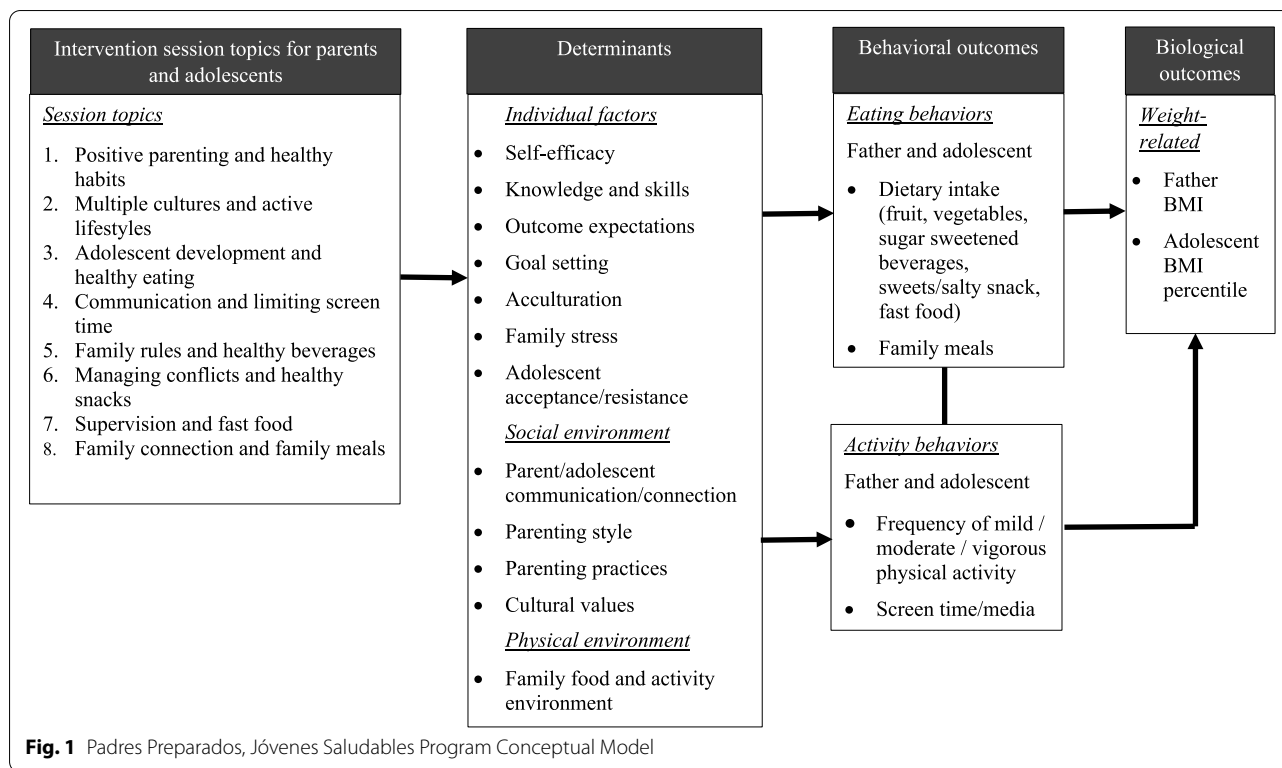 Intervention session topics for parents
and adolescents
Session topics
1. Positive parenting and healthy
habits
2. Multiple cultures and active
lifestyles
3. Adolescent development and
healthy eating
4. Communication and limiting screen
time
5. Family rules and healthy beverages
6. Managing conflicts and healthy
snacks
7. Supervision and fast food
8. Family connection and family meals
Determinants
Individual factors
• Self-efficacy
• Knowledge and skills
• Outcome expectations
• Goal setting
• Acculturation
• Family stress
• Adolescent
acceptance/resistance
Social environment
• Parent/adolescent
communication/connection
• Parenting style
• Parenting practices
• Cultural values
Physical environment
• Family food and activity
environment
Behavioral outcomes
Eating behaviors
Father and adolescent
• Dietary intake
(fruit, vegetables,
sugar sweetened
beverages,
sweets/salty snack,
fast food)
• Family meals
Activity behaviors
Father and adolescent
• Frequency of mild /
moderate / vigorous
physical activity
• Screen time/media
Biological
outcomes
Weight-
related
• Father
BMI
• Adolescent
BMI
percentile
Fig. 1 Padres Preparados, Jóvenes Saludables Program Conceptual Model